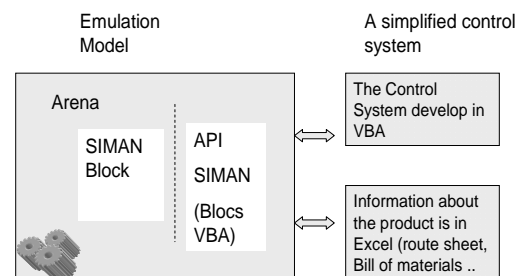 Emulation
Model
A simplified control
system
Arena
SIMAN
Block
API
SIMAN
(Blocs
VBA)
The Control
System develop in
VBA
Information about
the product is in
Excel (route sheet,
Bill of materials ..